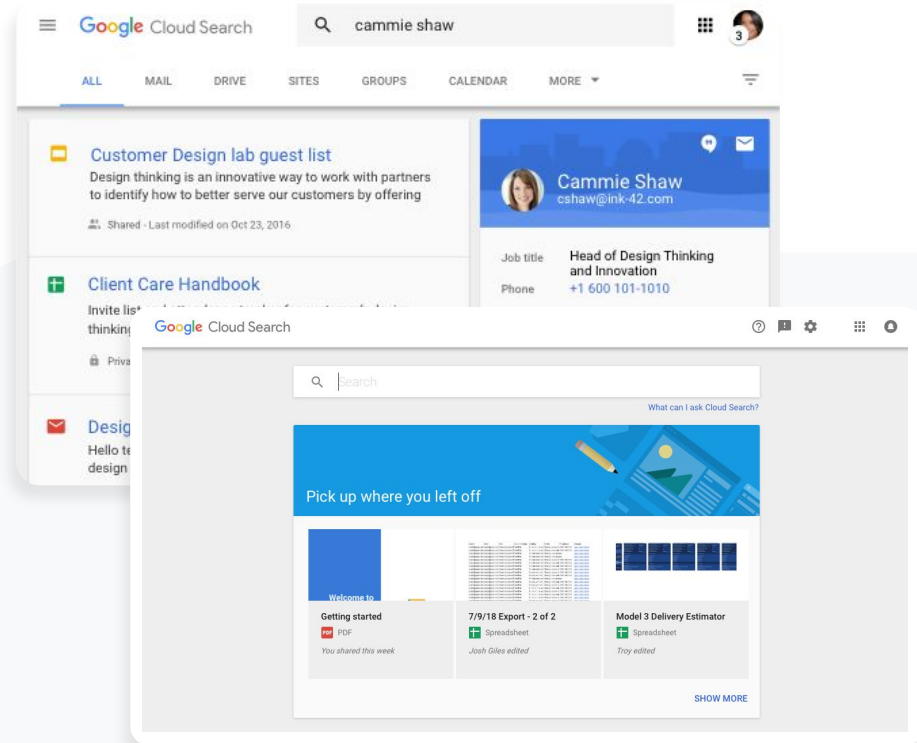 Google Cloud Search
cammie shaw
3
ALL MAIL DRIVE SITES GROUPS CALENDAR MORE
Customer Design lab guest list
Design thinking is an innovative way to work with partners
to identify how to better serve our customers by offering
Shared - Last modified on Oct 23, 2016
Client Care Handbook
Invite
thinking
Priva
Desig
Hello te
design
Cammie Shaw
cshaw@ink-42.com
Job title Head of Design Thinking
and Innovation
Phone +1 600 101-1010
Google Cloud Search
Search
What can I ask Cloud Search?
Pick up where you left off
Welcome to
Getting started
PDF PDF
You shared this week
7/9/18 Export - 2 of 2
Spreadsheet
Josh Giles edited
Model 3 Delivery Estimator
Spreadsheet
Troy edited
SHOW MORE